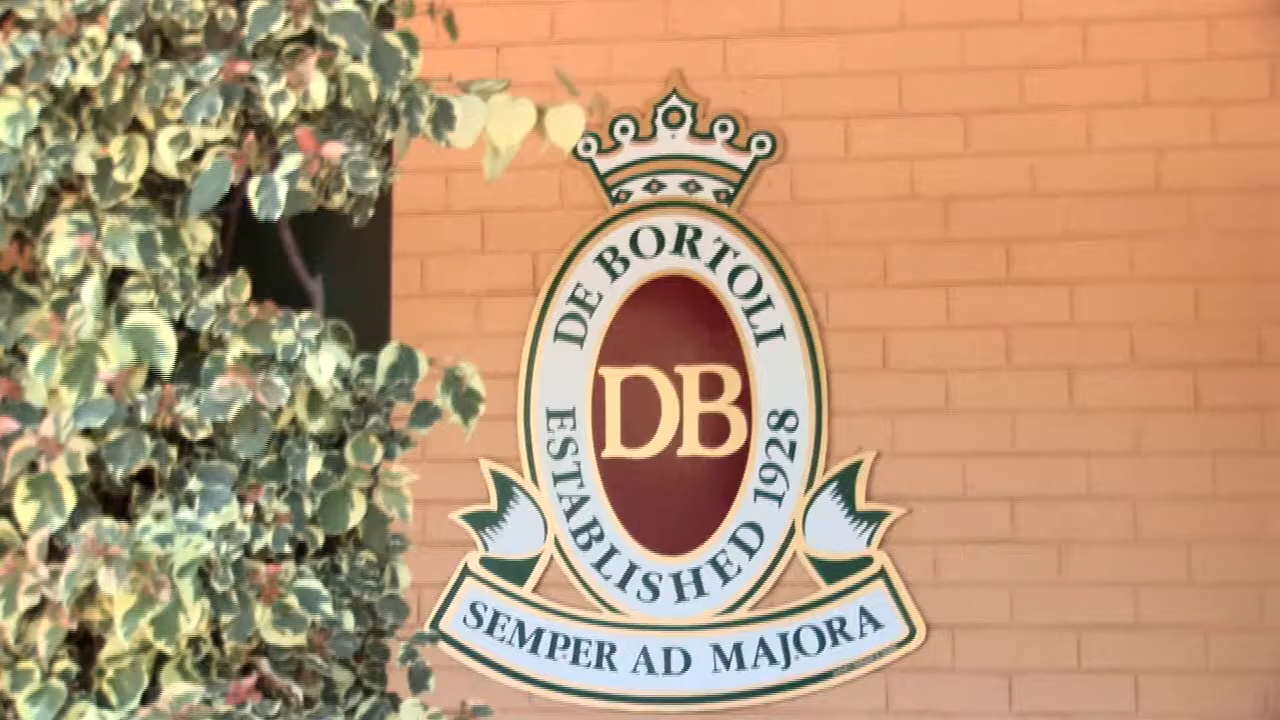 DE BORTOLI
DB
ESTABLISHED 1928
SEMPER AD MAJORA